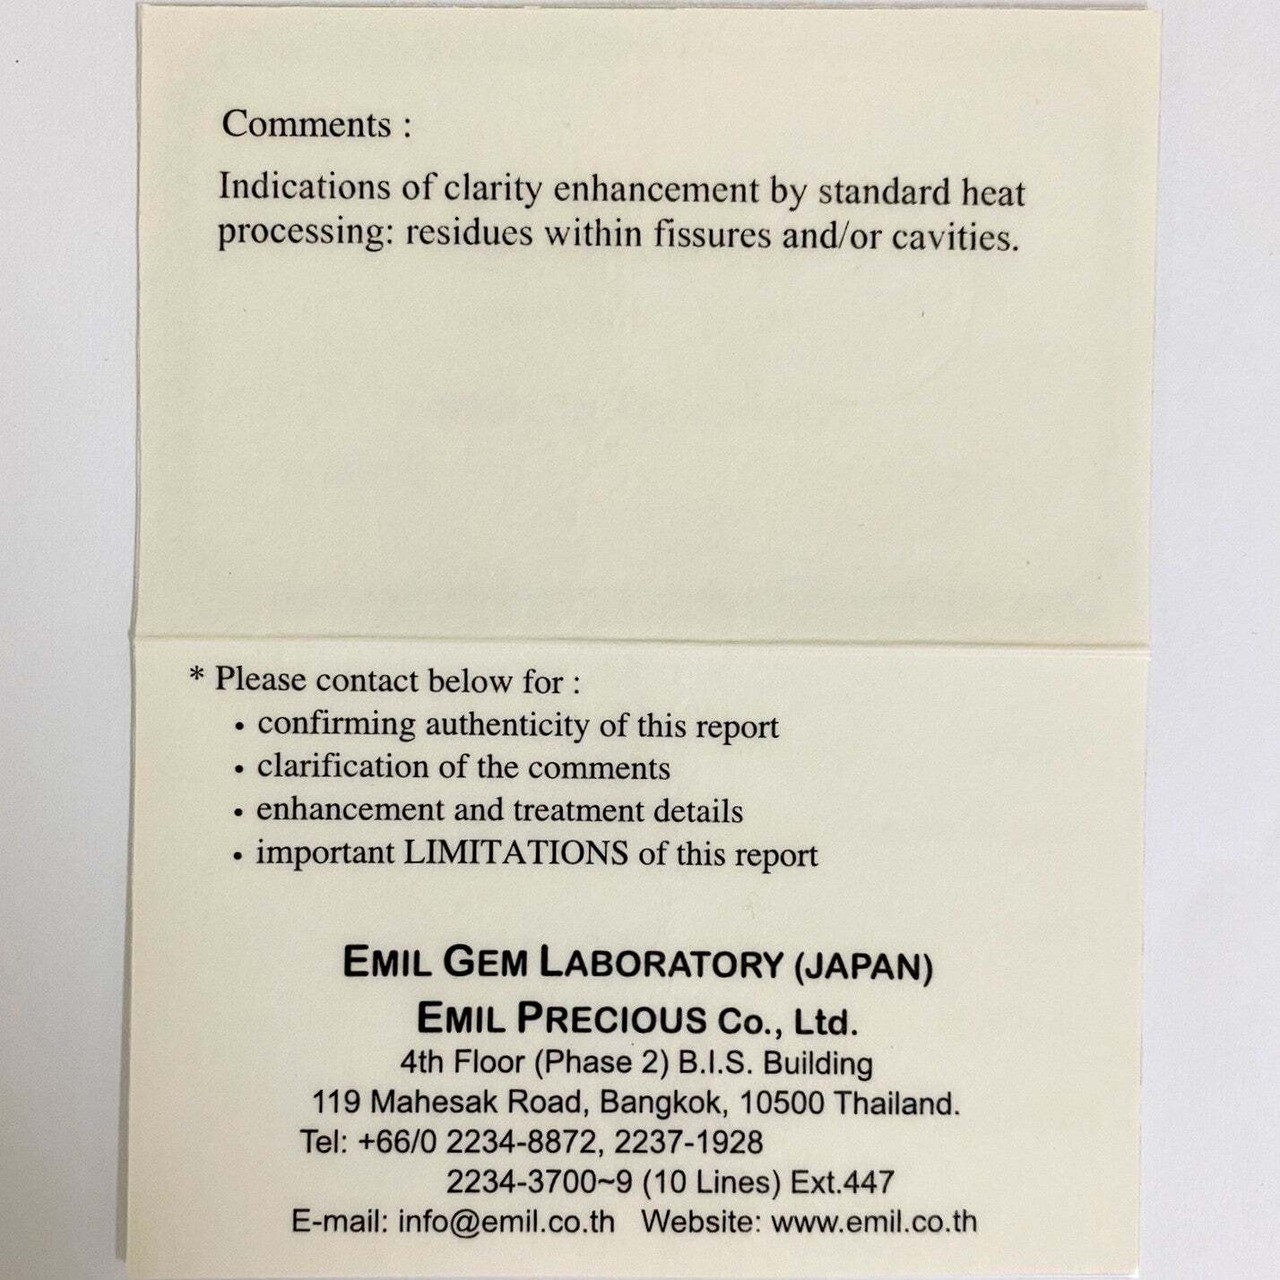 Comments :
Indications of clarity enhancement by standard heat
processing: residues within fissures and/or cavities.
* Please contact below for :
• confirming authenticity of this report
• clarification of the comments
• enhancement and treatment details
• important LIMITATIONS of this report
EMIL GEM LABORATORY (JAPAN)
EMIL PRECIOUS Co., Ltd.
4th Floor (Phase 2) B.I.S. Building
119 Mahesak Road, Bangkok, 10500 Thailand.
Tel: +66/0 2234-8872, 2237-1928
2234-3700~9 (10 Lines) Ext.447
E-mail: info@emil.co.th Website: www.emil.co.th